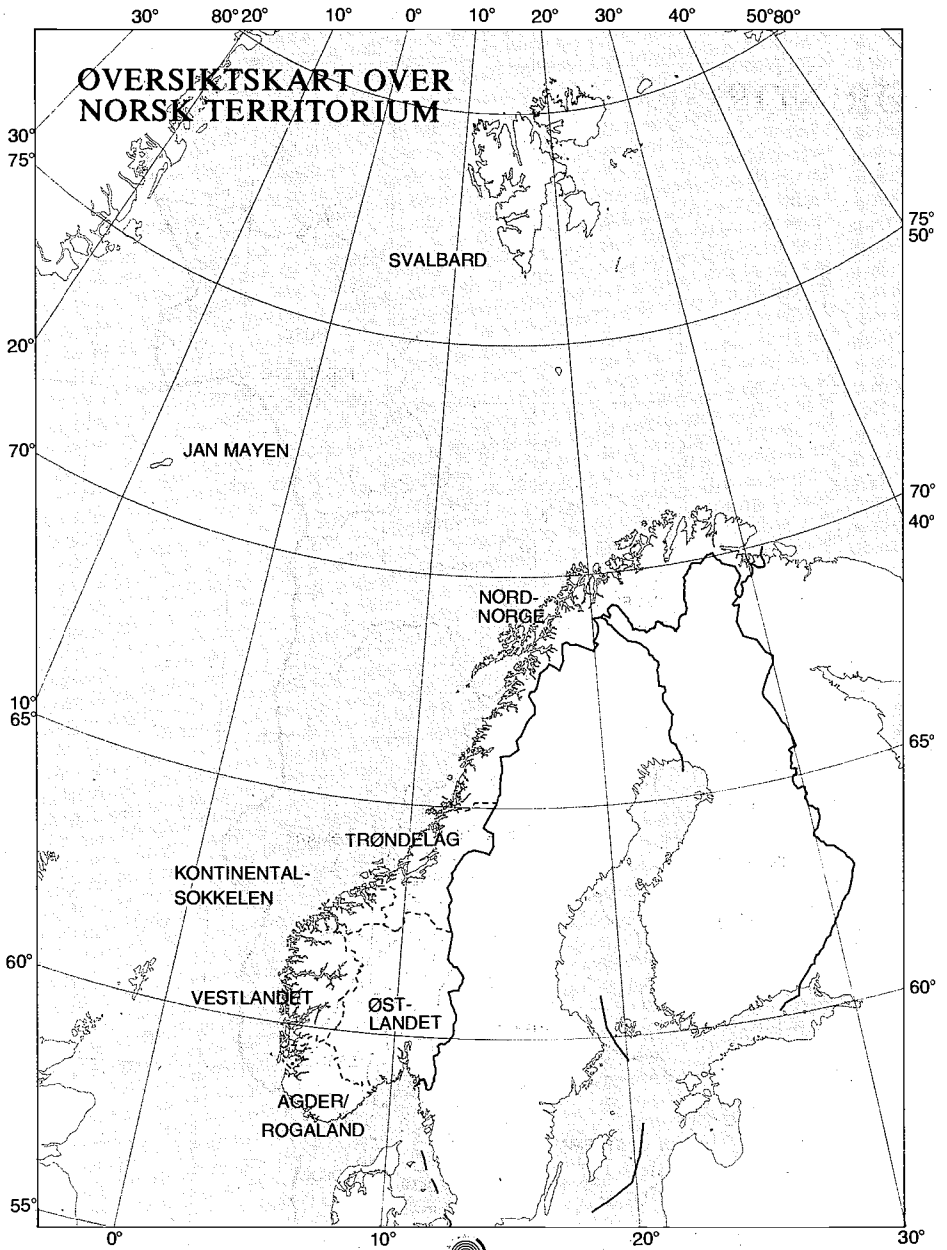 30° 80° 20° 10° 0° 10° 20° 30° 40° 50° 80°
OVERSIKTSKART OVER
NORSK TERRITORIUM
30°
75°
75°
50°
SVALBARD
20°
70°
JAN MAYEN
70°
40°
NORD-
NORGE
10°
65°
65°
TRØNDELAG
KONTINENTAL-
SOKKELEN
60°
60°
VESTLANDET
ØST-
LANDET
AGDER/
ROGALAND
55°
0° 10° 20° 30°